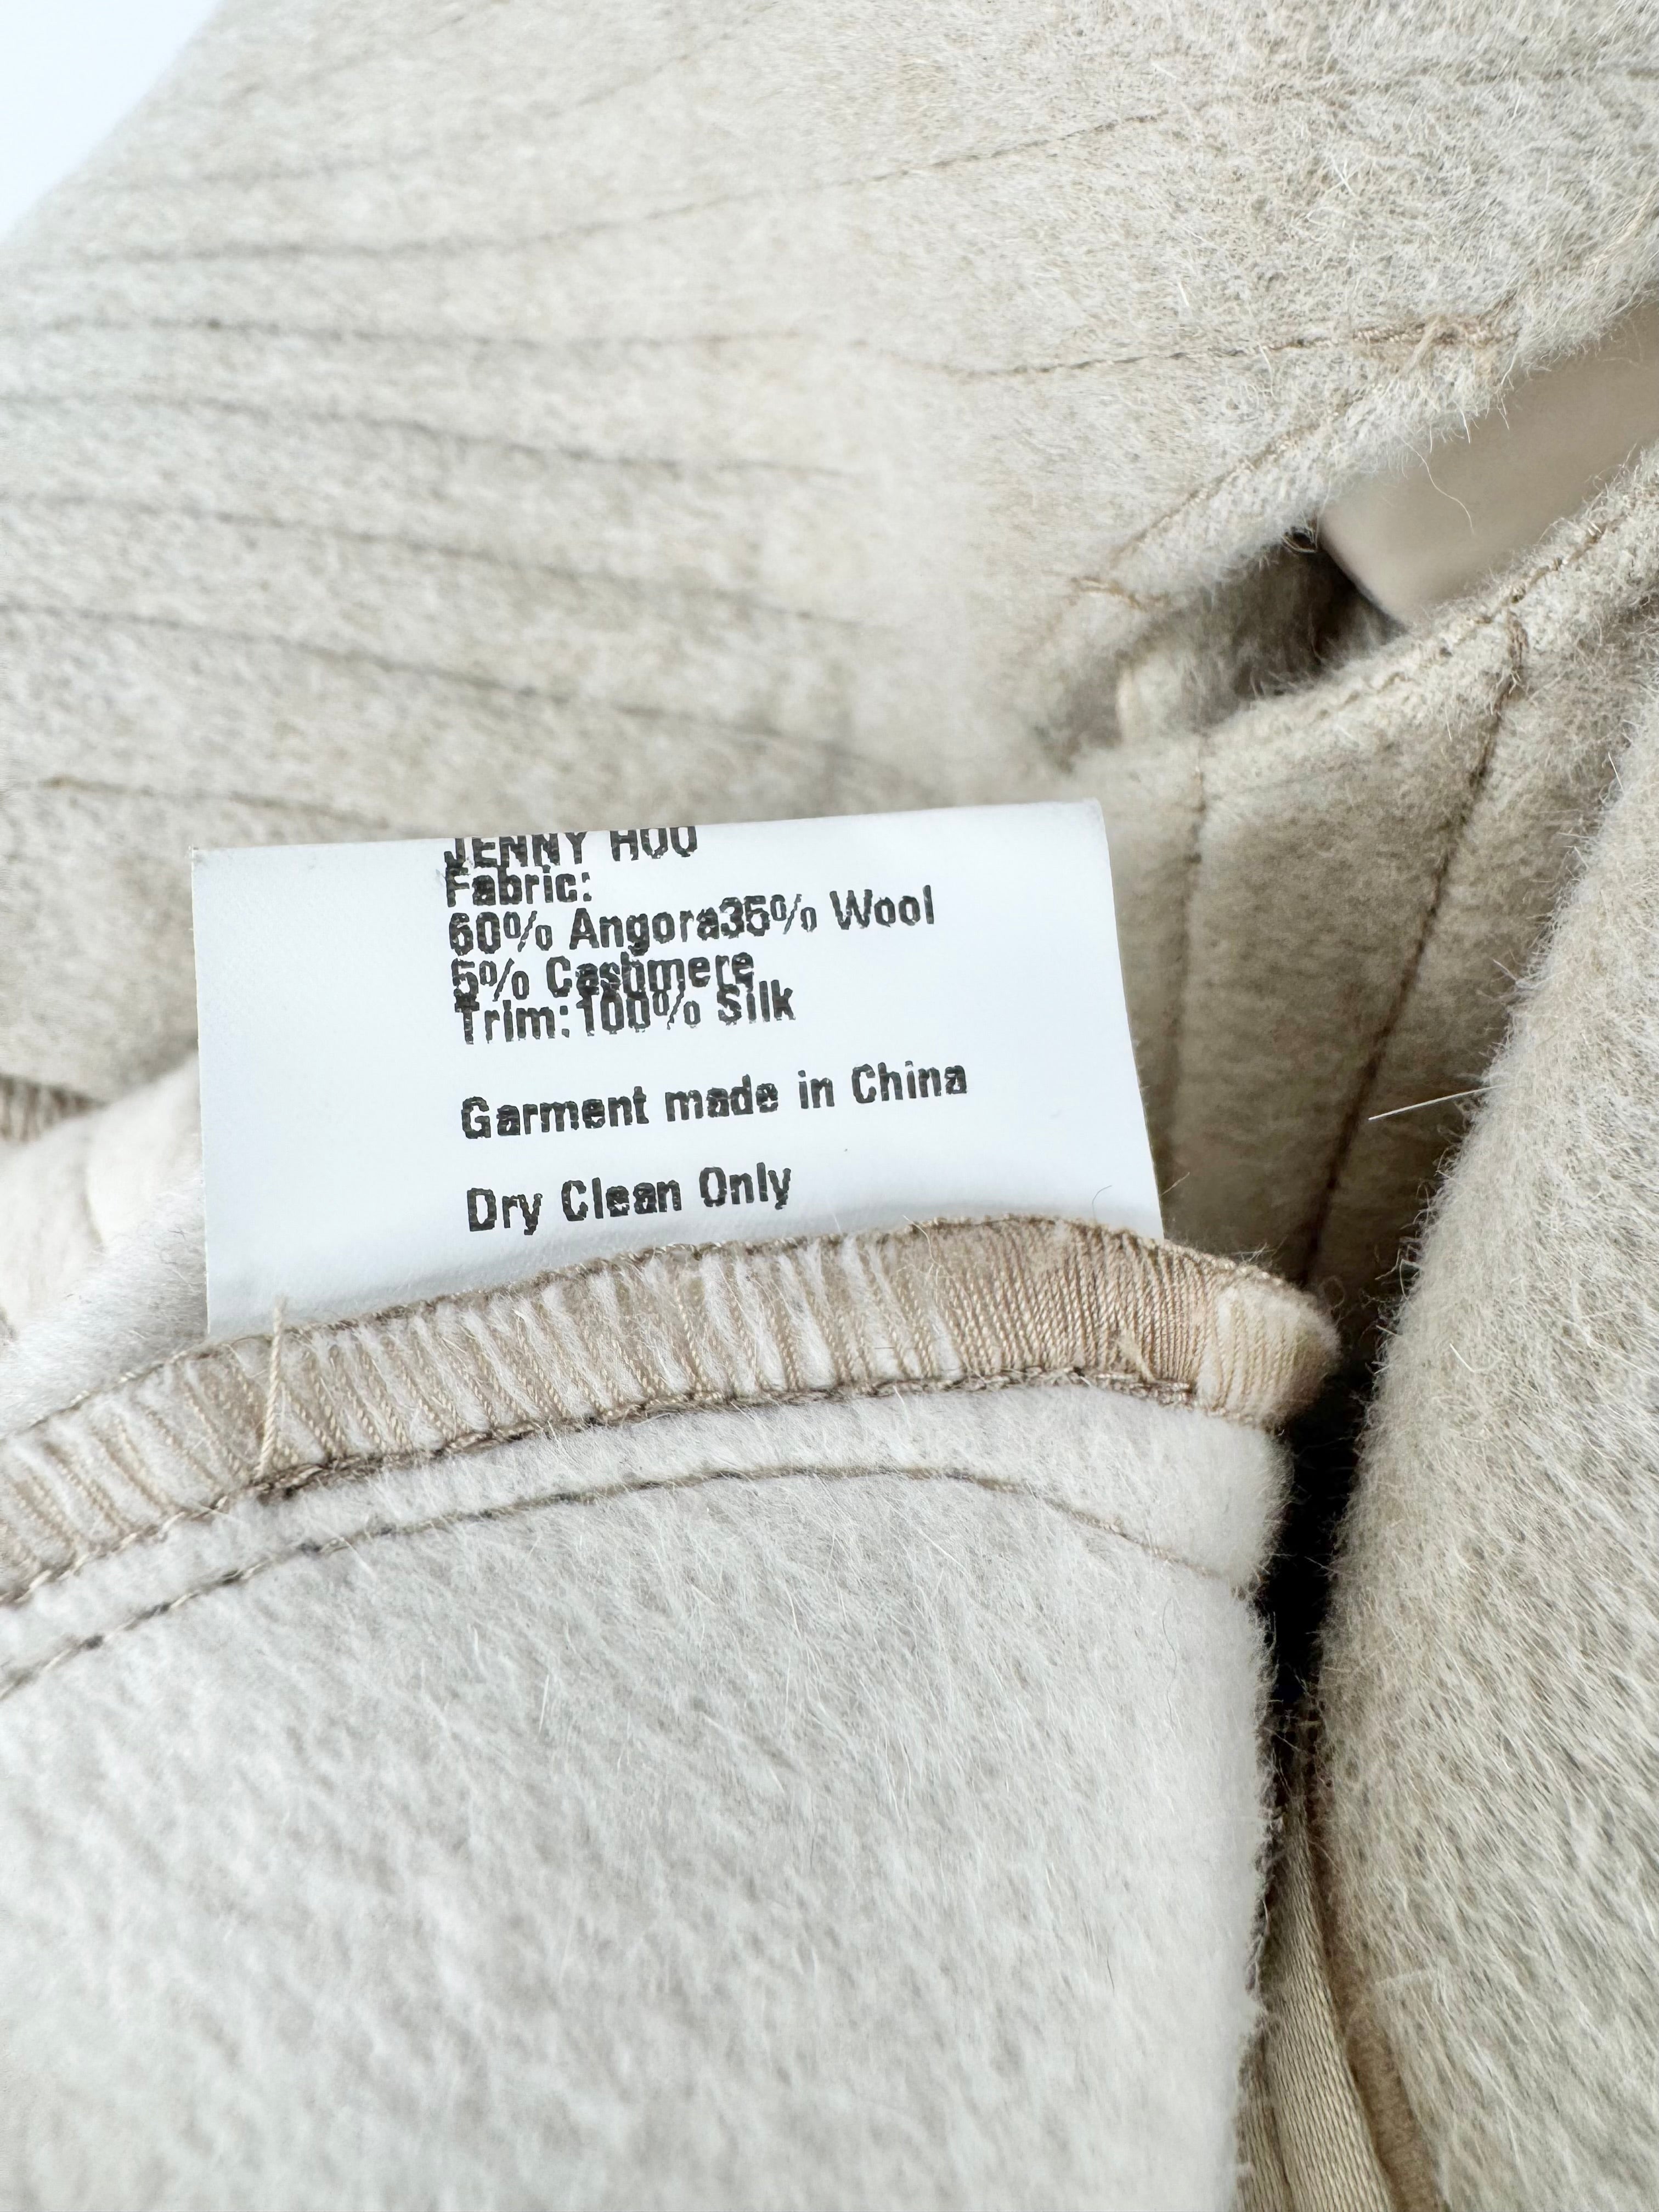 JENNY HOO
Fabric:
60% Angora35% Wool
5% Cashmere
Trim:100% Silk
Garment made in China
Dry Clean Only